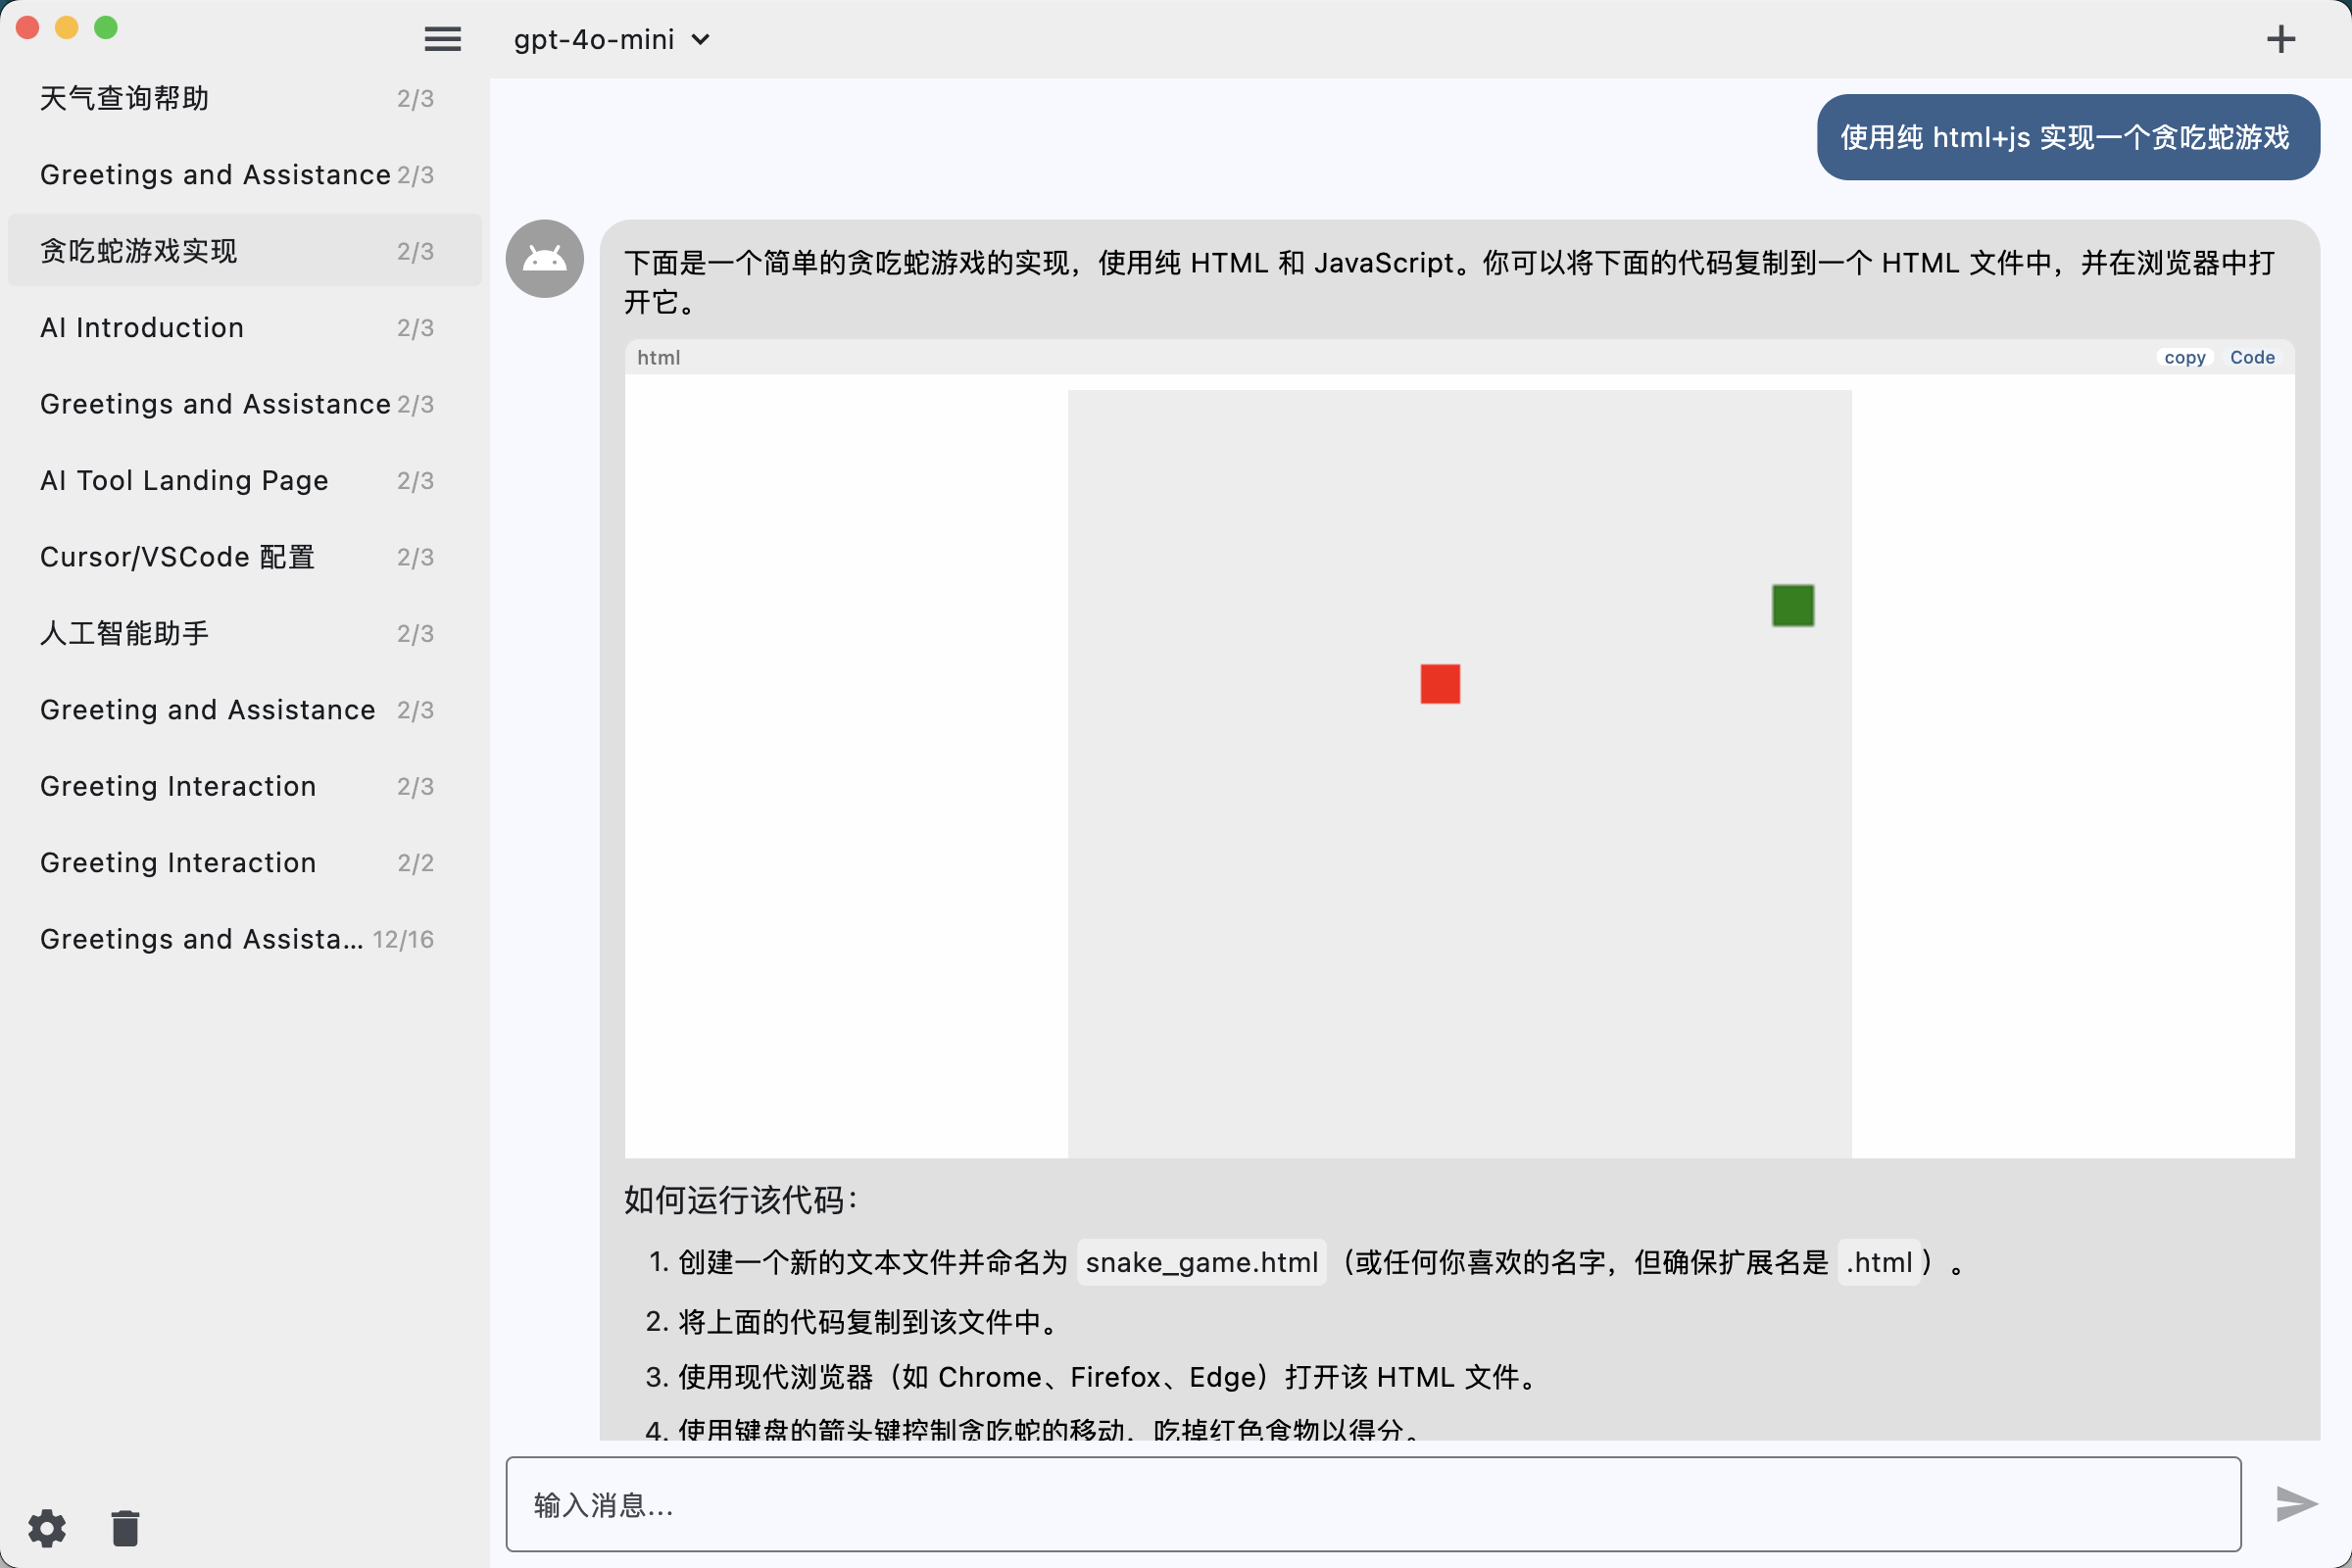 gpt-4o-mini
天气查询帮助 2/3
Greetings and Assistance 2/3
贪吃蛇游戏实现 2/3
AI Introduction 2/3
Greetings and Assistance 2/3
AI Tool Landing Page 2/3
Cursor/VSCode 配置 2/3
人工智能助手 2/3
Greeting and Assistance 2/3
Greeting Interaction 2/3
Greeting Interaction 2/2
Greetings and Assista... 12/16
使用纯 html+js 实现一个贪吃蛇游戏
下面是一个简单的贪吃蛇游戏的实现，使用纯 HTML 和 JavaScript。你可以将下面的代码复制到一个 HTML 文件中，并在浏览器中打
开它。
html copy Code
如何运行该代码：
1. 创建一个新的文本文件并命名为 snake_game.html（或任何你喜欢的名字，但确保扩展名是 .html）。
2. 将上面的代码复制到该文件中。
3. 使用现代浏览器（如 Chrome、Firefox、Edge）打开该 HTML 文件。
4. 使用键盘的箭头键控制贪吃蛇的移动，吃掉红色食物以得分。
输入消息...